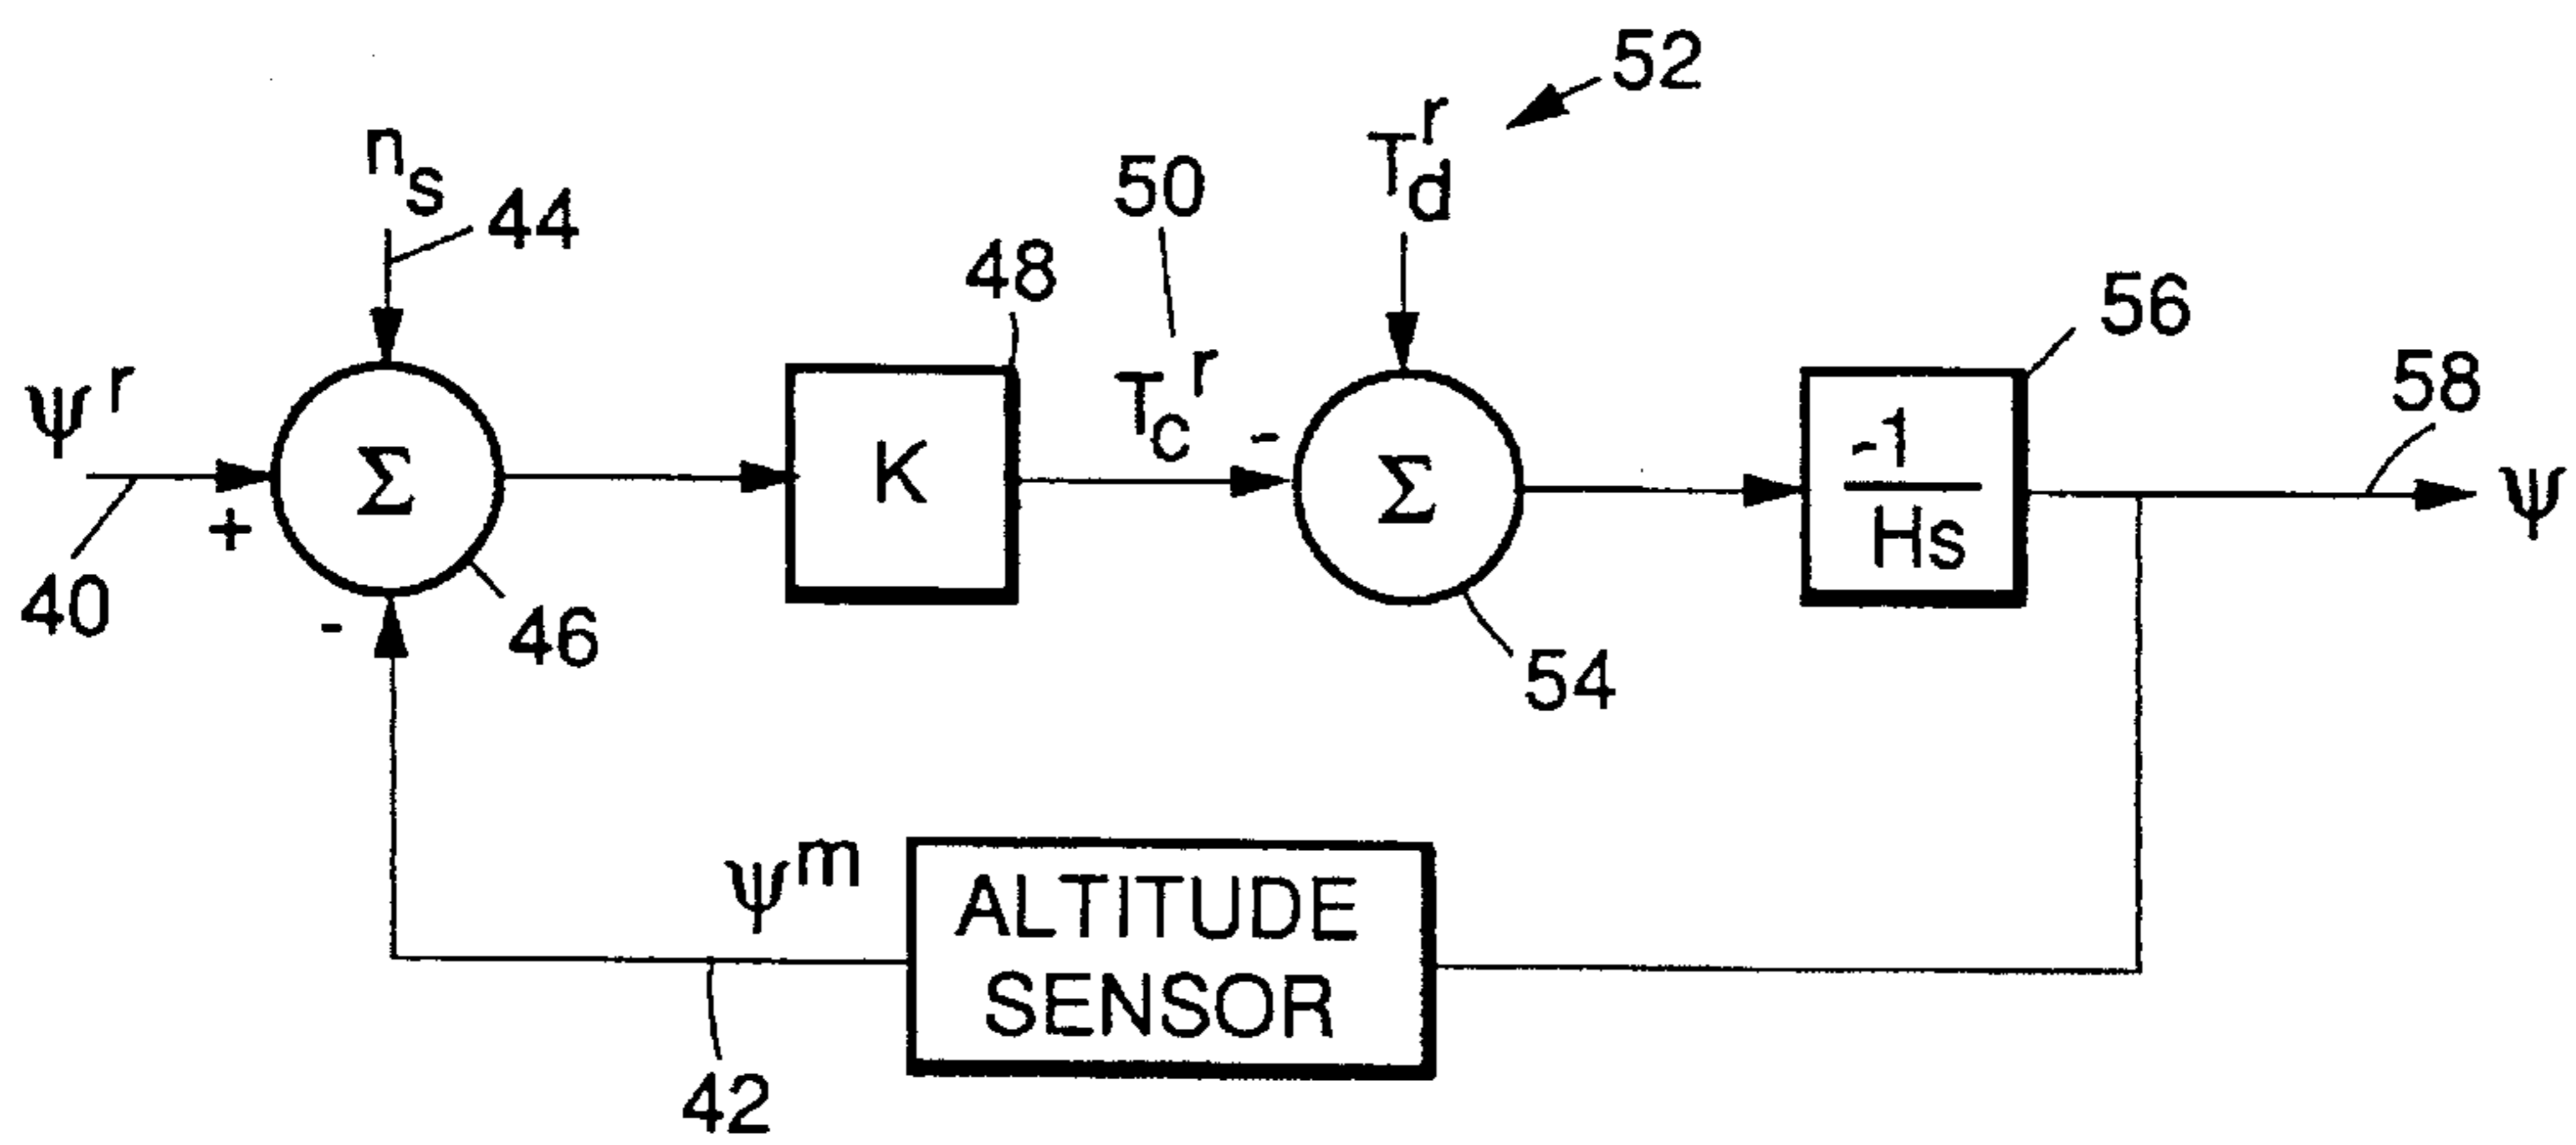 52
n_s
44
T_d^r
50
48
56
58
ψ^r
T_c^r
-
Σ
K
Σ
-1
Hs
ψ
+
40
-
46
54
ψ^m
ALTITUDE
SENSOR
42